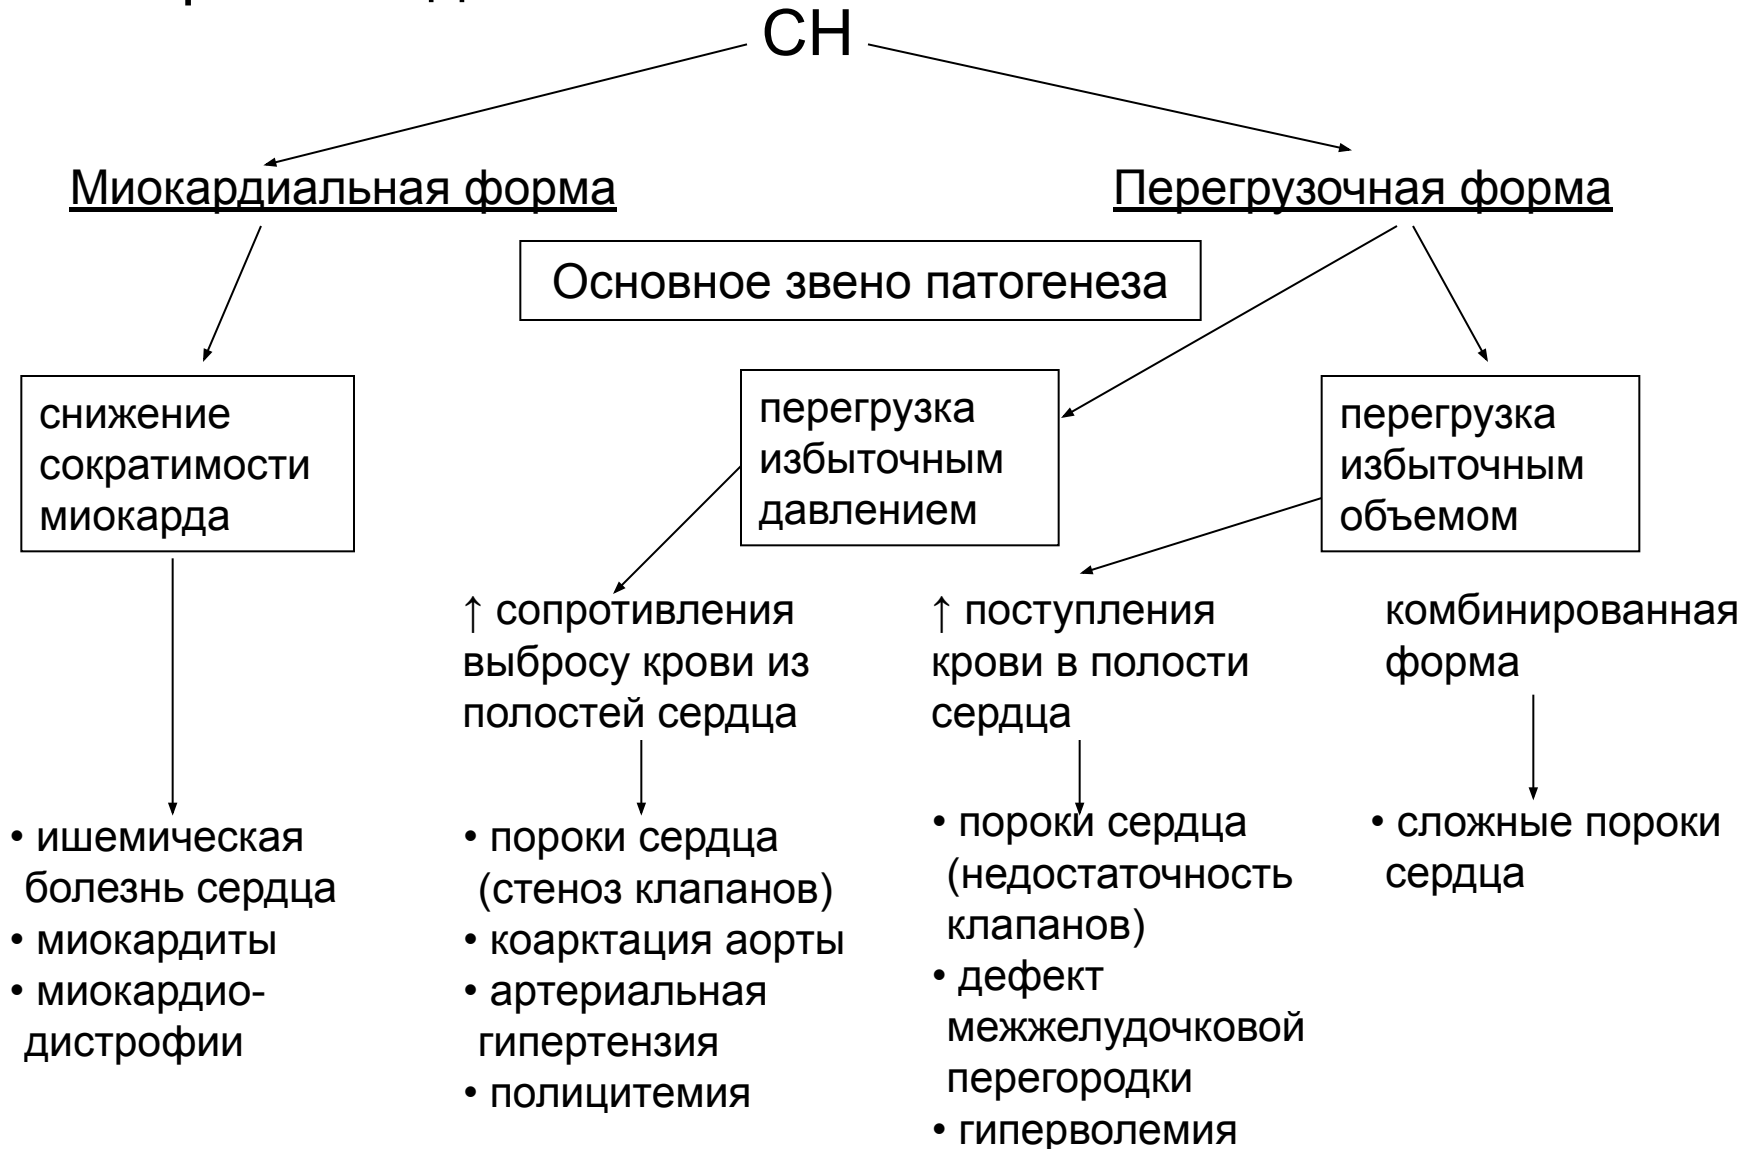 СН
Миокардиальная форма
Перегрузочная форма
Основное звено патогенеза
снижение
сократимости
миокарда
перегрузка
избыточным
давлением
перегрузка
избыточным
объемом
↑ сопротивления
выбросу крови из
полостей сердца
↑ поступления
крови в полости
сердца
комбинированная
форма
• ишемическая
болезнь сердца
• миокардиты
• миокардио-
дистрофии
• пороки сердца
(стеноз клапанов)
• коарктация аорты
• артериальная
гипертензия
• полицитемия
• пороки сердца
(недостаточность
клапанов)
• дефект
межжелудочковой
перегородки
• гиперволемия
• сложные пороки
сердца